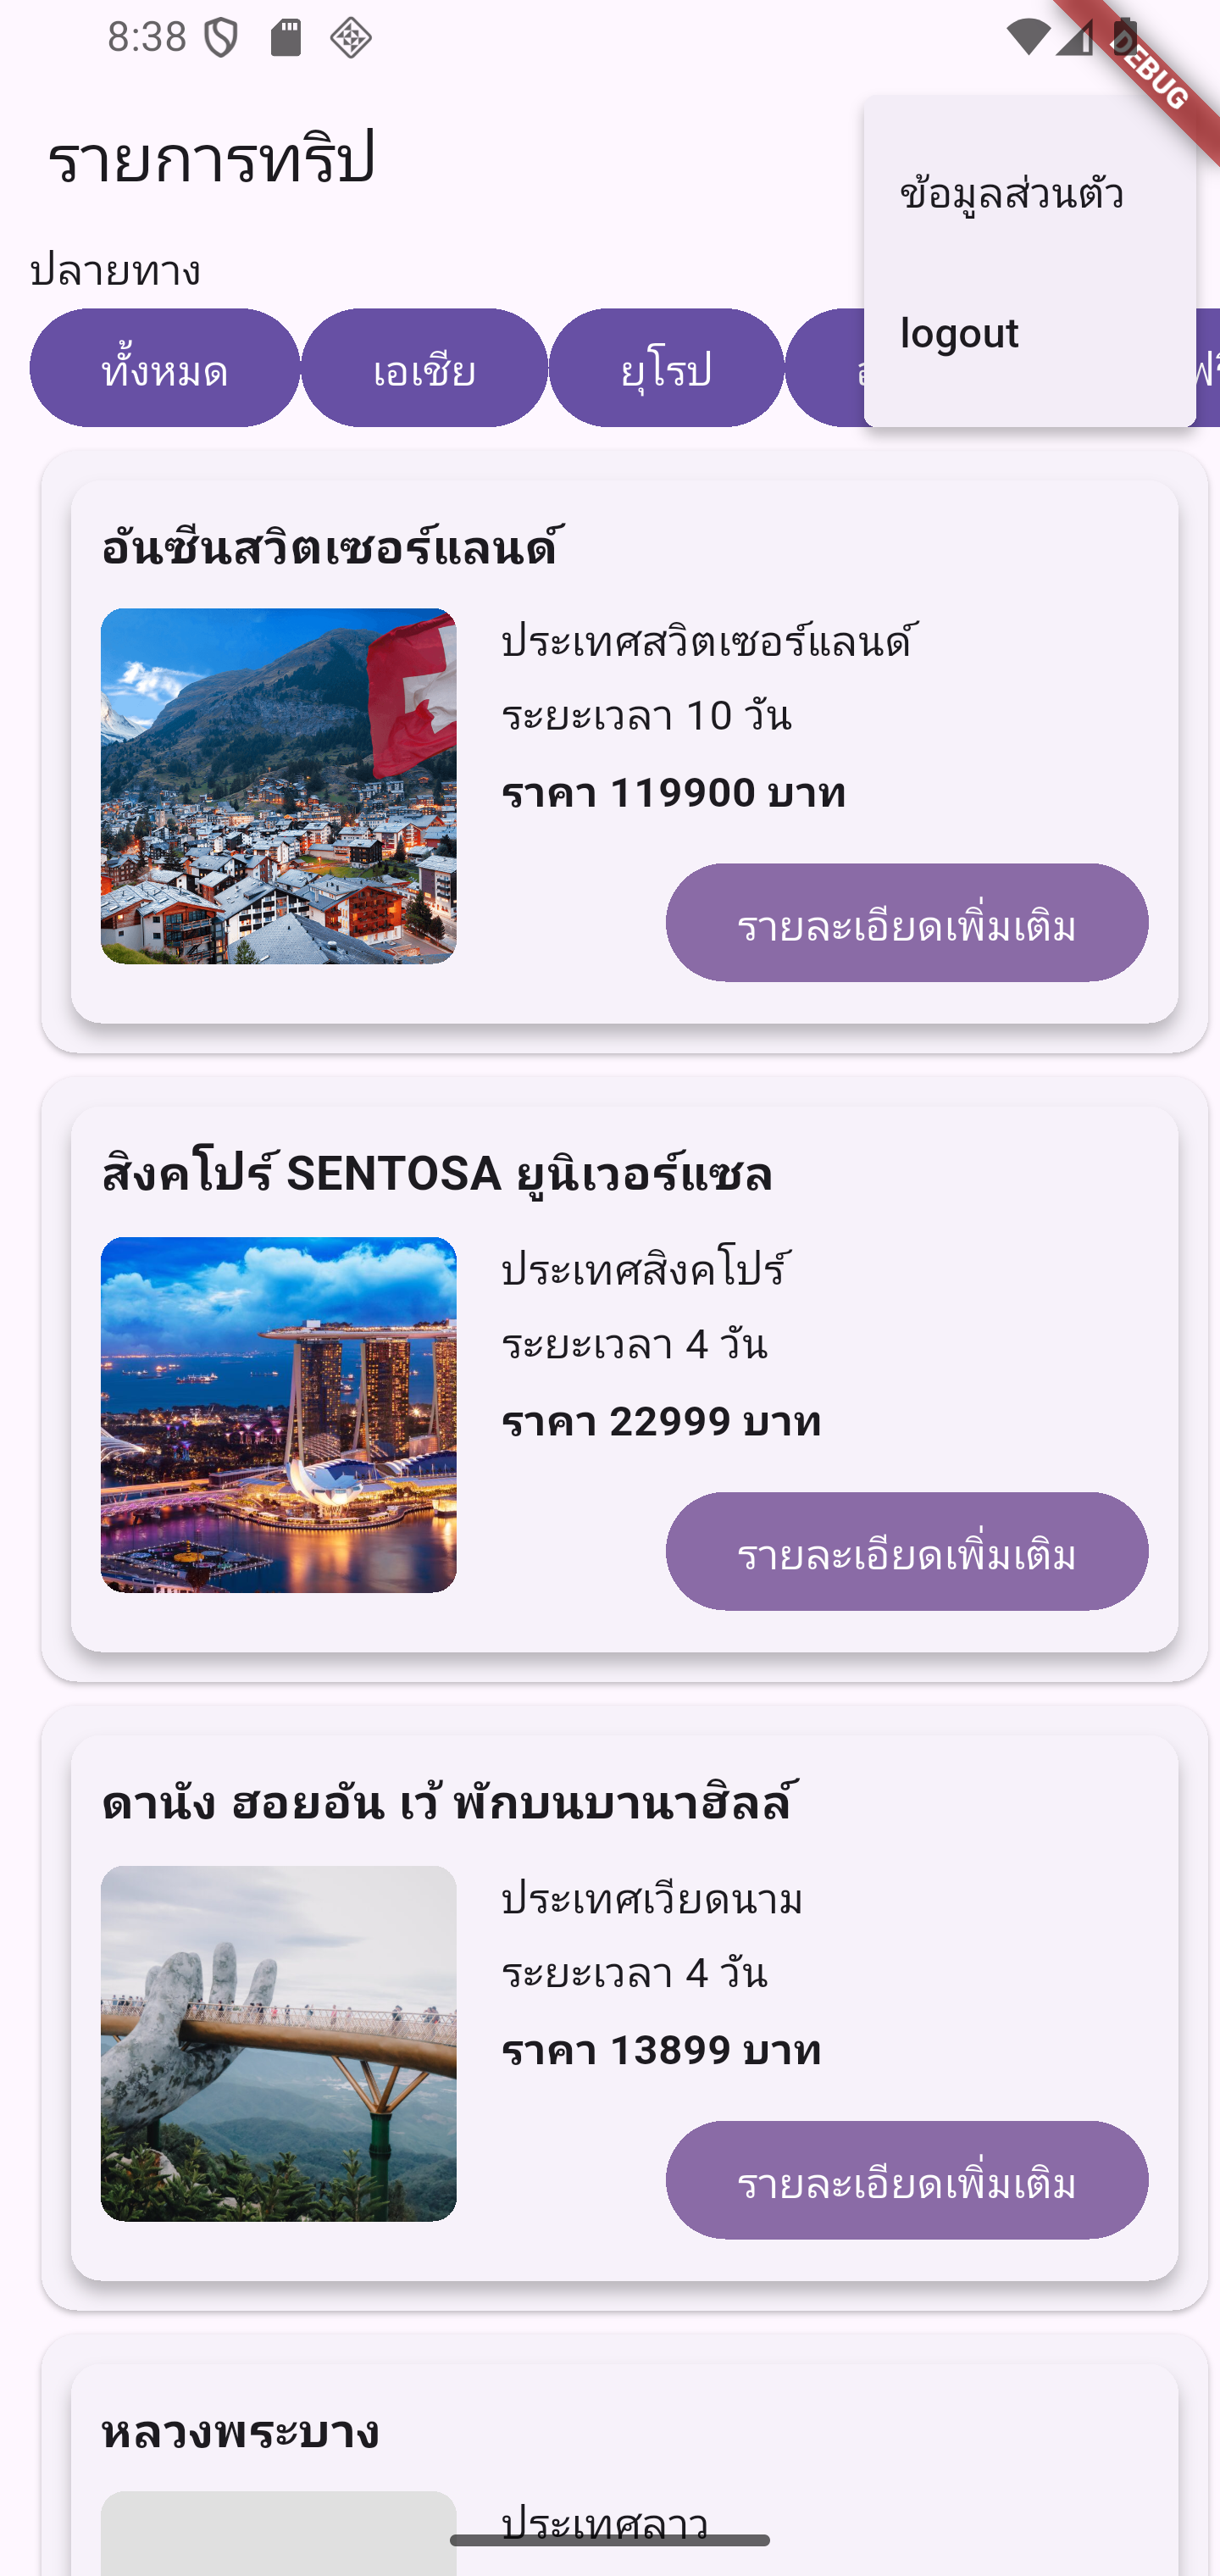 8:38
DEBUG
รายการทริป
ข้อมูลส่วนตัว
logout
ปลายทาง
ทั้งหมด
เอเชีย
ยุโรป
อันซีนสวิตเซอร์แลนด์
ประเทศสวิตเซอร์แลนด์
ระยะเวลา 10 วัน
ราคา 119900 บาท
รายละเอียดเพิ่มเติม
สิงคโปร์ SENTOSA ยูนิเวอร์แซล
ประเทศสิงคโปร์
ระยะเวลา 4 วัน
ราคา 22999 บาท
รายละเอียดเพิ่มเติม
ดานัง ฮอยอัน เว้ พักบนบานาฮิลล์
ประเทศเวียดนาม
ระยะเวลา 4 วัน
ราคา 13899 บาท
รายละเอียดเพิ่มเติม
หลวงพระบาง
ประเทศลาว